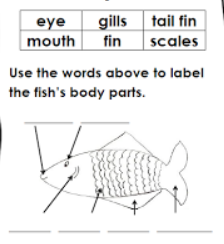 eye gills tail fin
mouth fin scales
Use the words above to label
the fish's body parts.